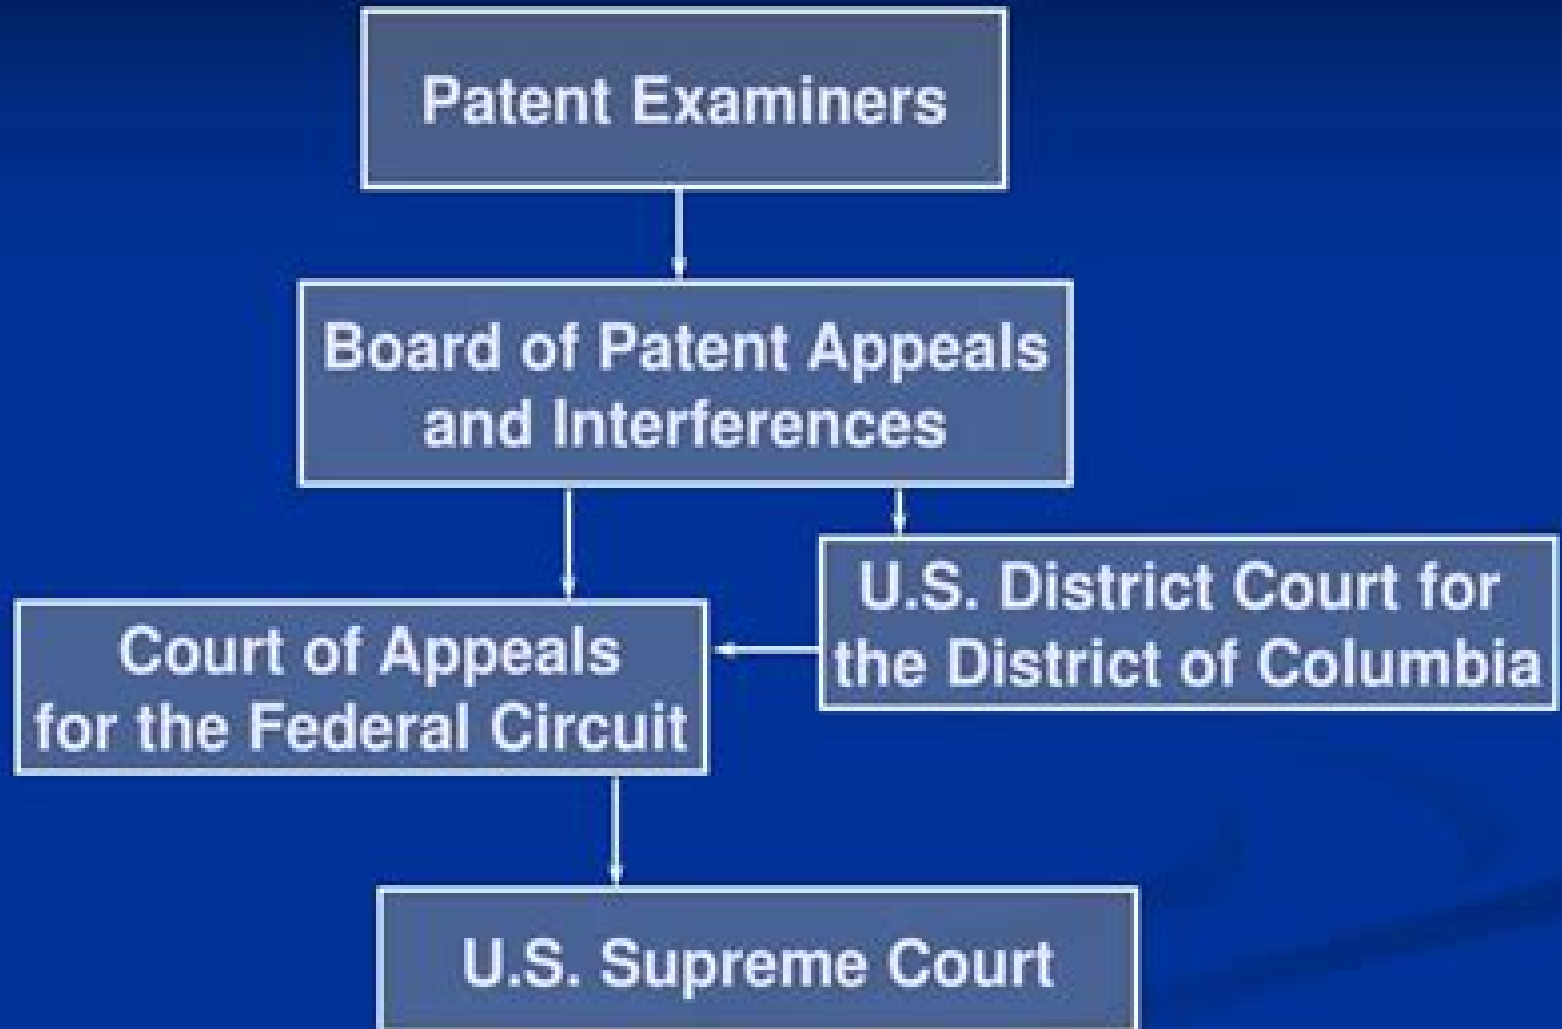 Patent Examiners
Board of Patent Appeals
and Interferences
U.S. District Court for
the District of Columbia
Court of Appeals
for the Federal Circuit
U.S. Supreme Court